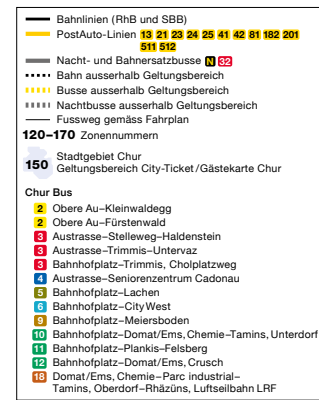 Bahnlinien (RhB und SBB)
PostAuto-Linien 13 21 23 24 25 41 42 81 182 201
511 512
Nacht- und Bahnersatzbusse N 32
Bahn ausserhalb Geltungsbereich
Busse ausserhalb Geltungsbereich
Nachtbusse ausserhalb Geltungsbereich
Fussweg gemäss Fahrplan
120–170 Zonennummern
150 Stadtgebiet Chur
Geltungsbereich City-Ticket/Gästekarte Chur
Chur Bus
2 Obere Au–Kleinwaldegg
2 Obere Au–Fürstenwald
3 Austrasse–Stelleweg–Haldenstein
3 Austrasse–Trimmis–Untervaz
3 Bahnhofplatz–Trimmis, Cholplatzweg
4 Austrasse–Seniorenzentrum Cadonau
5 Bahnhofplatz–Lachen
6 Bahnhofplatz–CityWest
9 Bahnhofplatz–Meiersboden
10 Bahnhofplatz–Domat/Ems,Chemie–Tamins, Unterdorf
11 Bahnhofplatz–Plankis–Felsberg
12 Bahnhofplatz–Domat/Ems, Crusch
18 Domat/Ems, Chemie–Parc industrial–
Tamins, Oberdorf–Rhäzüns, Luftseilbahn LRF